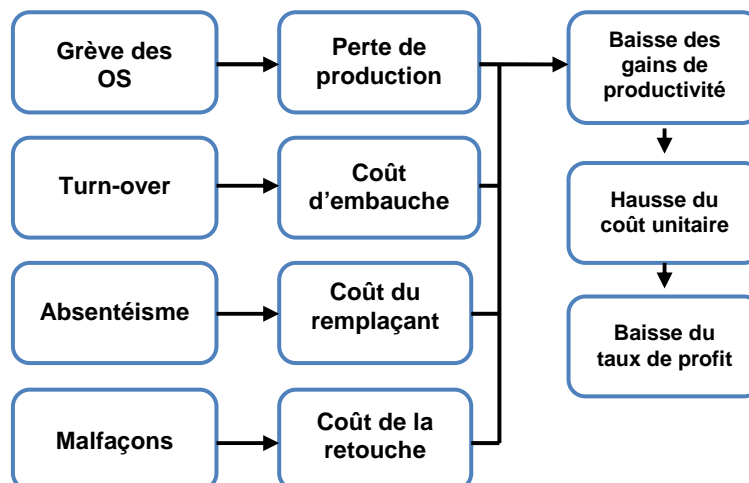 Grève des
OS
Perte de
production
Baisse des
gains de
productivité
Turn-over
Coût
d’embauche
Hausse du
coût unitaire
Absentéisme
Coût du
remplaçant
Baisse du
taux de profit
Malfaçons
Coût de la
retouche